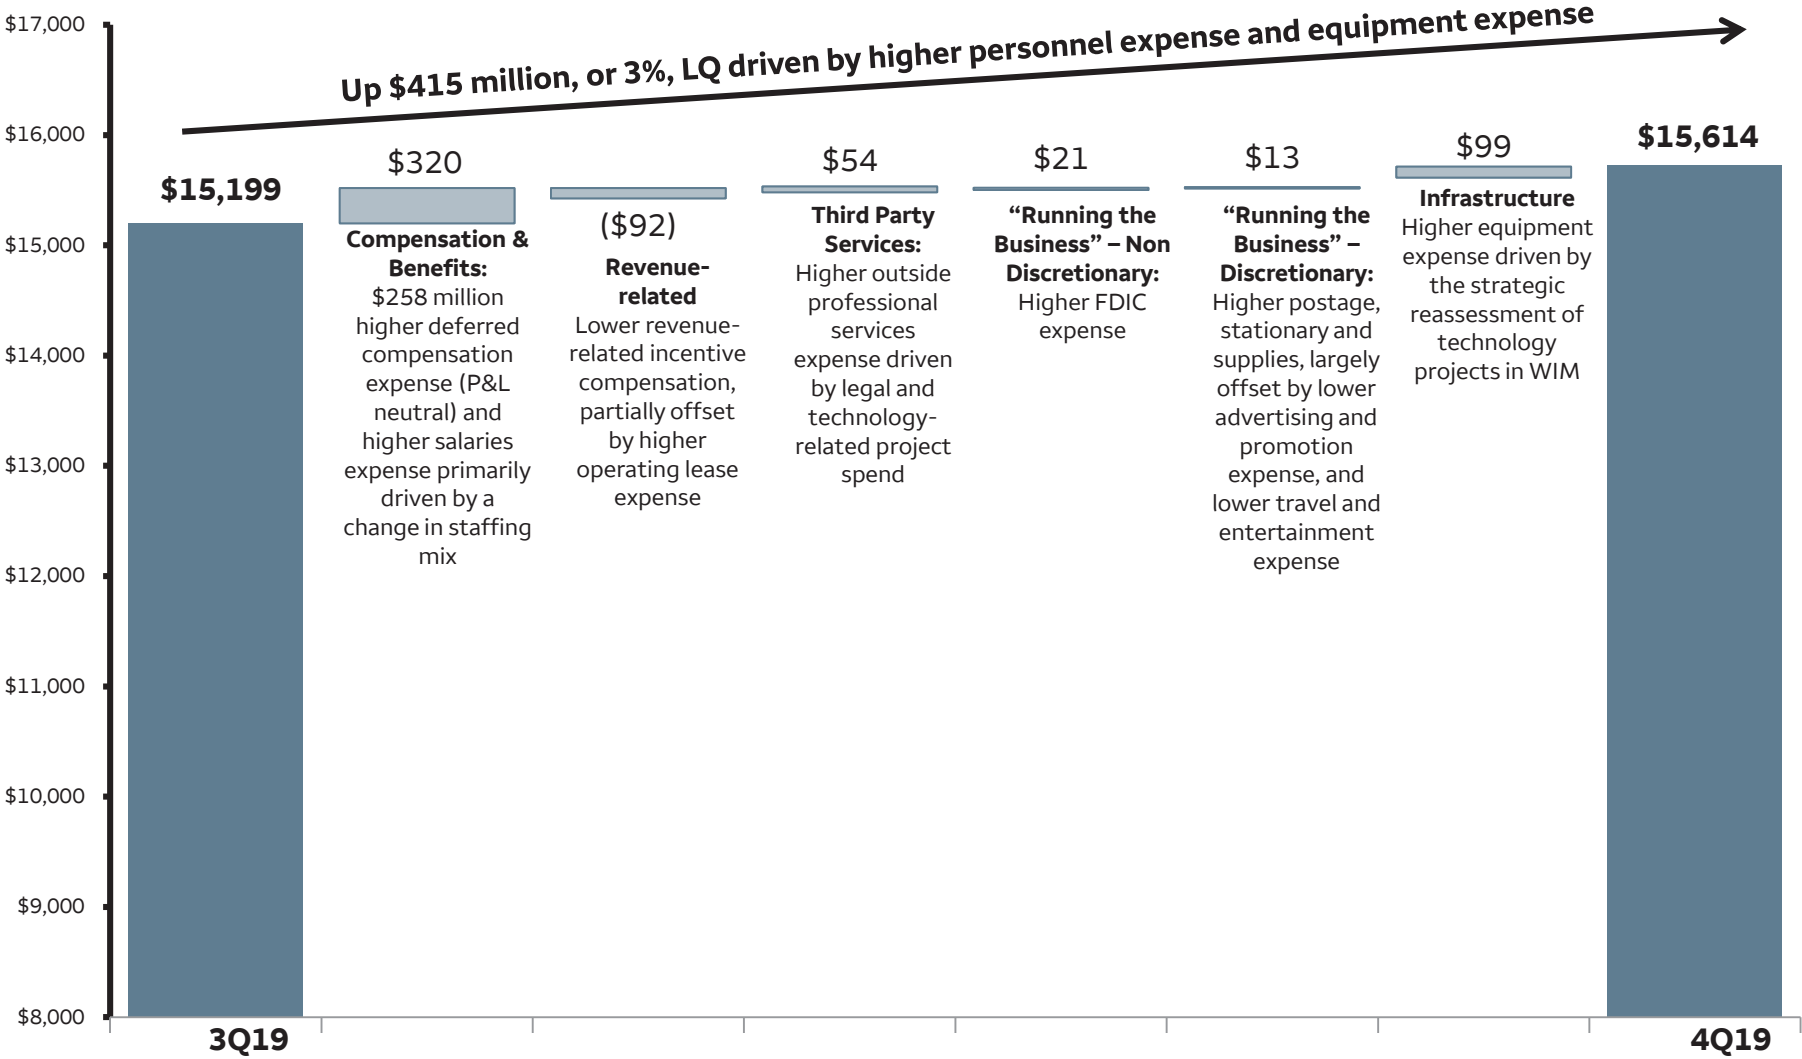 Up $415 million, or 3%, LQ driven by higher personnel expense and equipment expense
$17,000
$16,000
$15,000
$14,000
$13,000
$12,000
$11,000
$10,000
$9,000
$8,000
$15,199
3Q19
$320
Compensation &
Benefits:
$258 million
higher deferred
compensation
expense (P&L
neutral) and
higher salaries
expense primarily
driven by a
change in staffing
mix
($92)
Revenue-
related
Lower revenue-
related incentive
compensation,
partially offset
by higher
operating lease
expense
$54
Third Party
Services:
Higher outside
professional
services
expense driven
by legal and
technology-
related project
spend
$21
“Running the
Business” – Non
Discretionary:
Higher FDIC
expense
$13
“Running the
Business” –
Discretionary:
Higher postage,
stationary and
supplies, largely
offset by lower
advertising and
promotion
expense, and
lower travel and
entertainment
expense
$99
Infrastructure
Higher equipment
expense driven by
the strategic
reassessment of
technology
projects in WIM
$15,614
4Q19